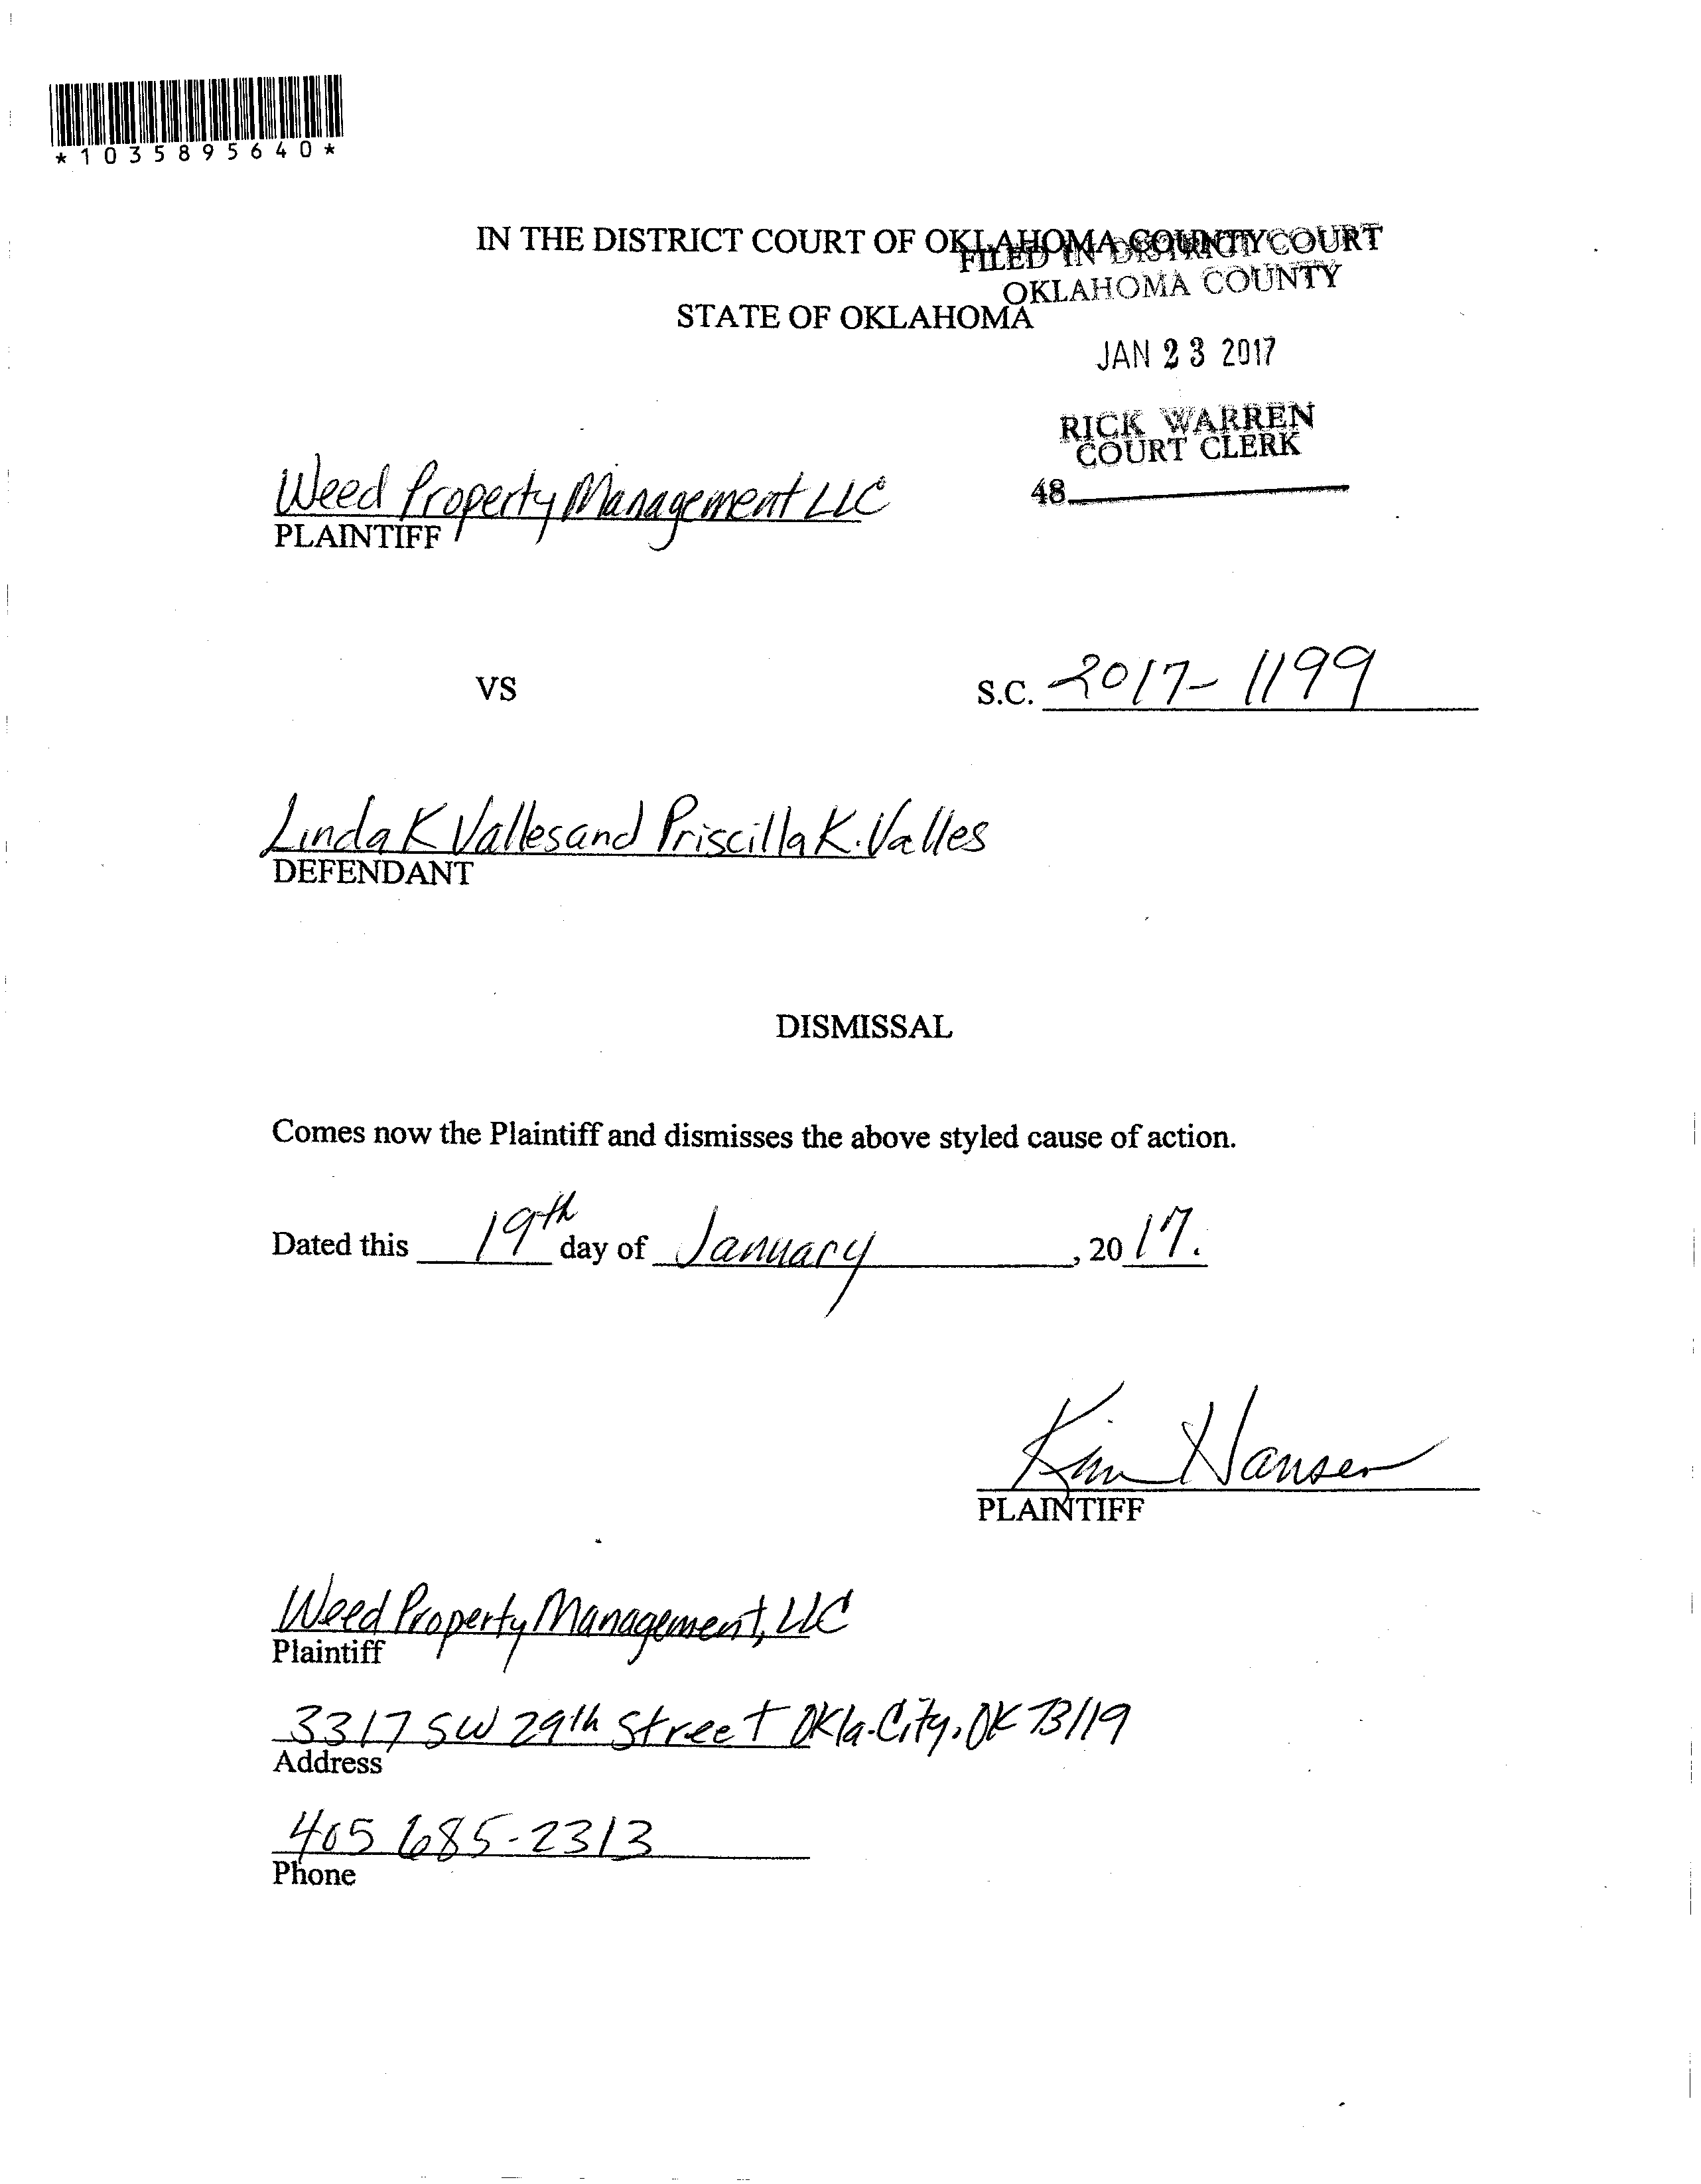 *1035895640*
IN THE DISTRICT COURT OF OKLAHOMA COUNTY
FILED IN DISTRICT COURT
OKLAHOMA COUNTY
STATE OF OKLAHOMA
JAN 23 2017
RICK WARREN
COURT CLERK
48
Weed Property Management LLC
PLAINTIFF
VS
S.C. 2017-1199
Linda K Valles and Priscilla K. Valles
DEFENDANT
DISMISSAL
Comes now the Plaintiff and dismisses the above styled cause of action.
Dated this 19th day of January, 2017.
Kim Hansen
PLAINTIFF
Weed Property Management, LLC
Plaintiff
3317 SW 29th Street Okla. City, OK 73119
Address
405 685-2313
Phone